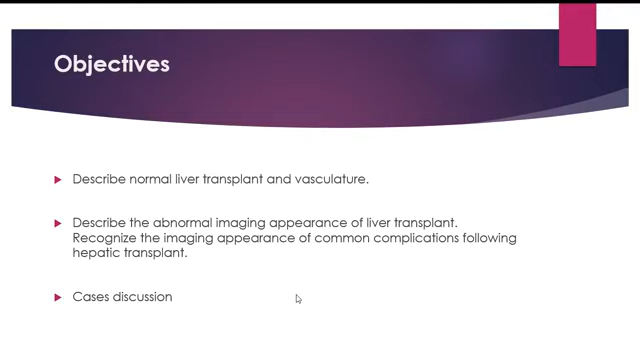 Objectives
Describe normal liver transplant and vasculature.
Describe the abnormal imaging appearance of liver transplant.
Recognize the imaging appearance of common complications following
hepatic transplant.
Cases discussion